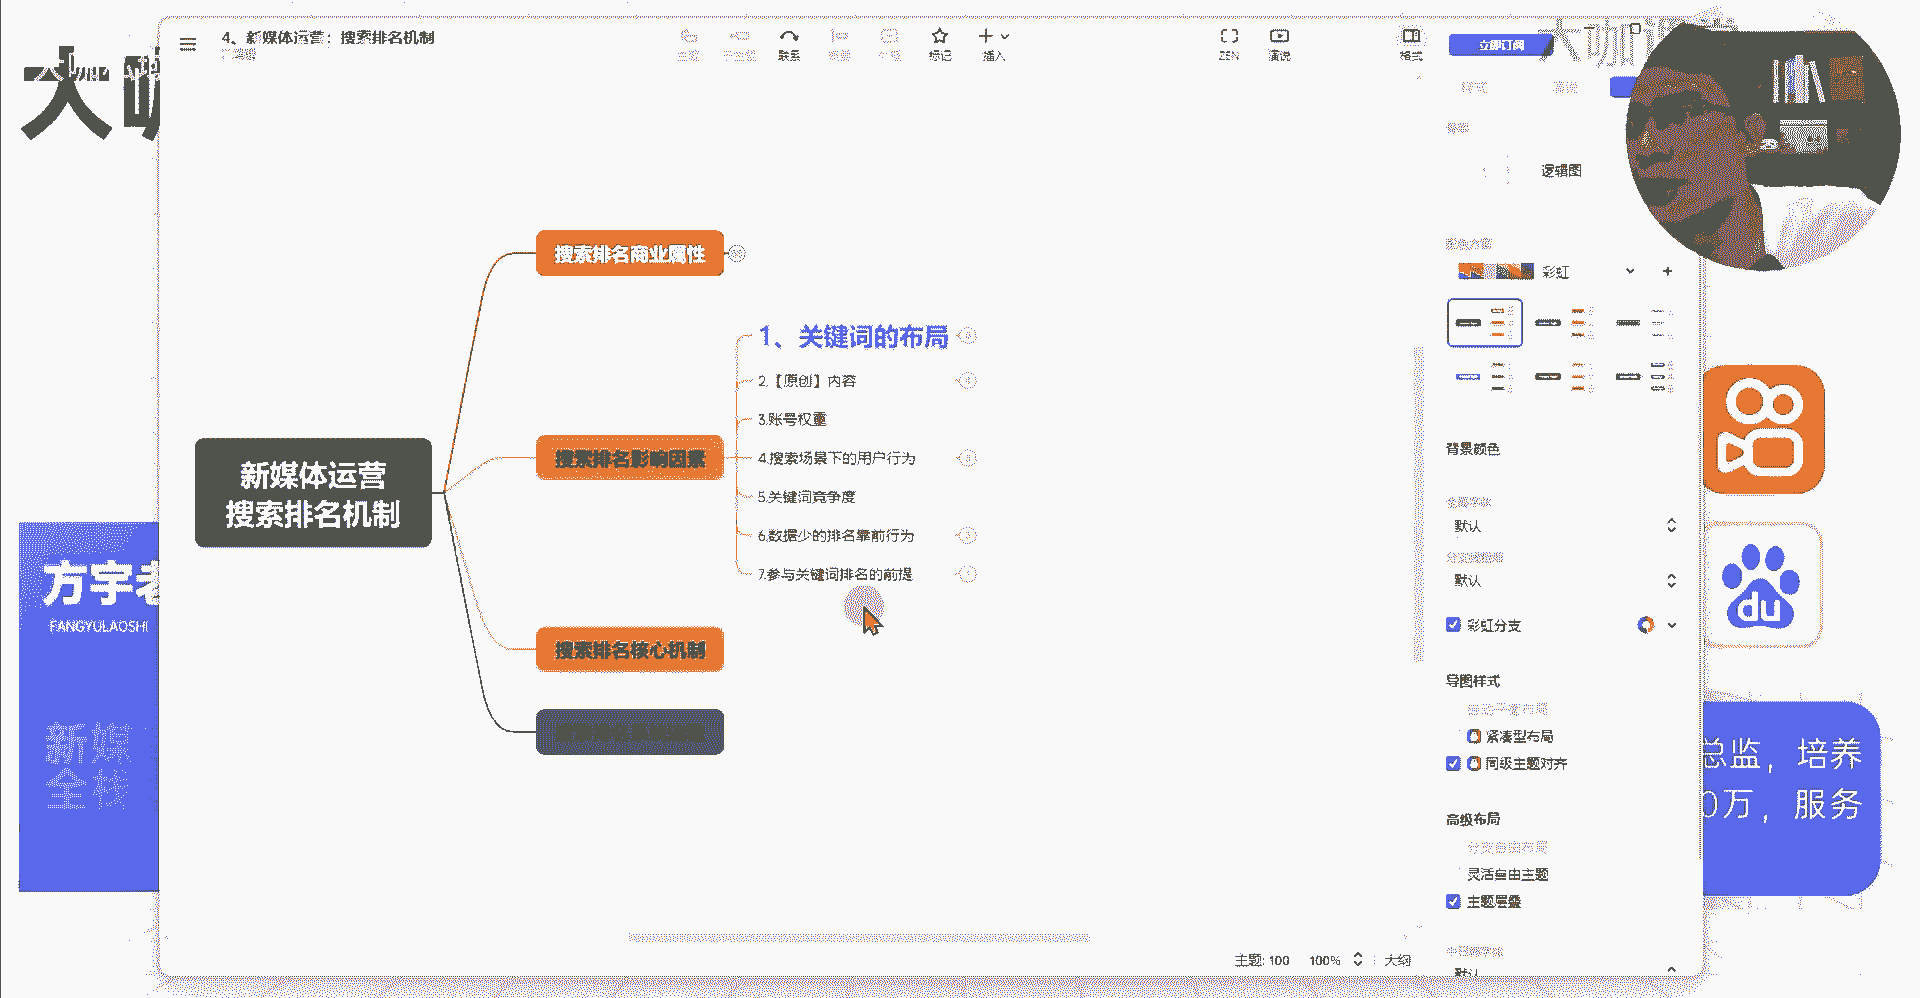 4、新媒体运营：搜索排名机制
联系
标记
插入
ZEN
演说
格式
立即订阅
大咖
逻辑图
彩虹
搜索排名商业属性
1、关键词的布局
2.【原创】内容
3.账号权重
4.搜索场景下的用户行为
5.关键词竞争度
6.数据少的排名靠前行为
7.参与关键词排名的前提
搜索排名影响因素
新媒体运营
搜索排名机制
搜索排名核心机制
背景颜色
默认
默认
彩虹分支
导图样式
紧凑型布局
同级主题对齐
高级布局
灵活自由主题
主题层叠
默认
主题: 100
100%
大纲
方宇老
FANGYULAOSHI
新媒
全栈
du
总监，培养
0万，服务